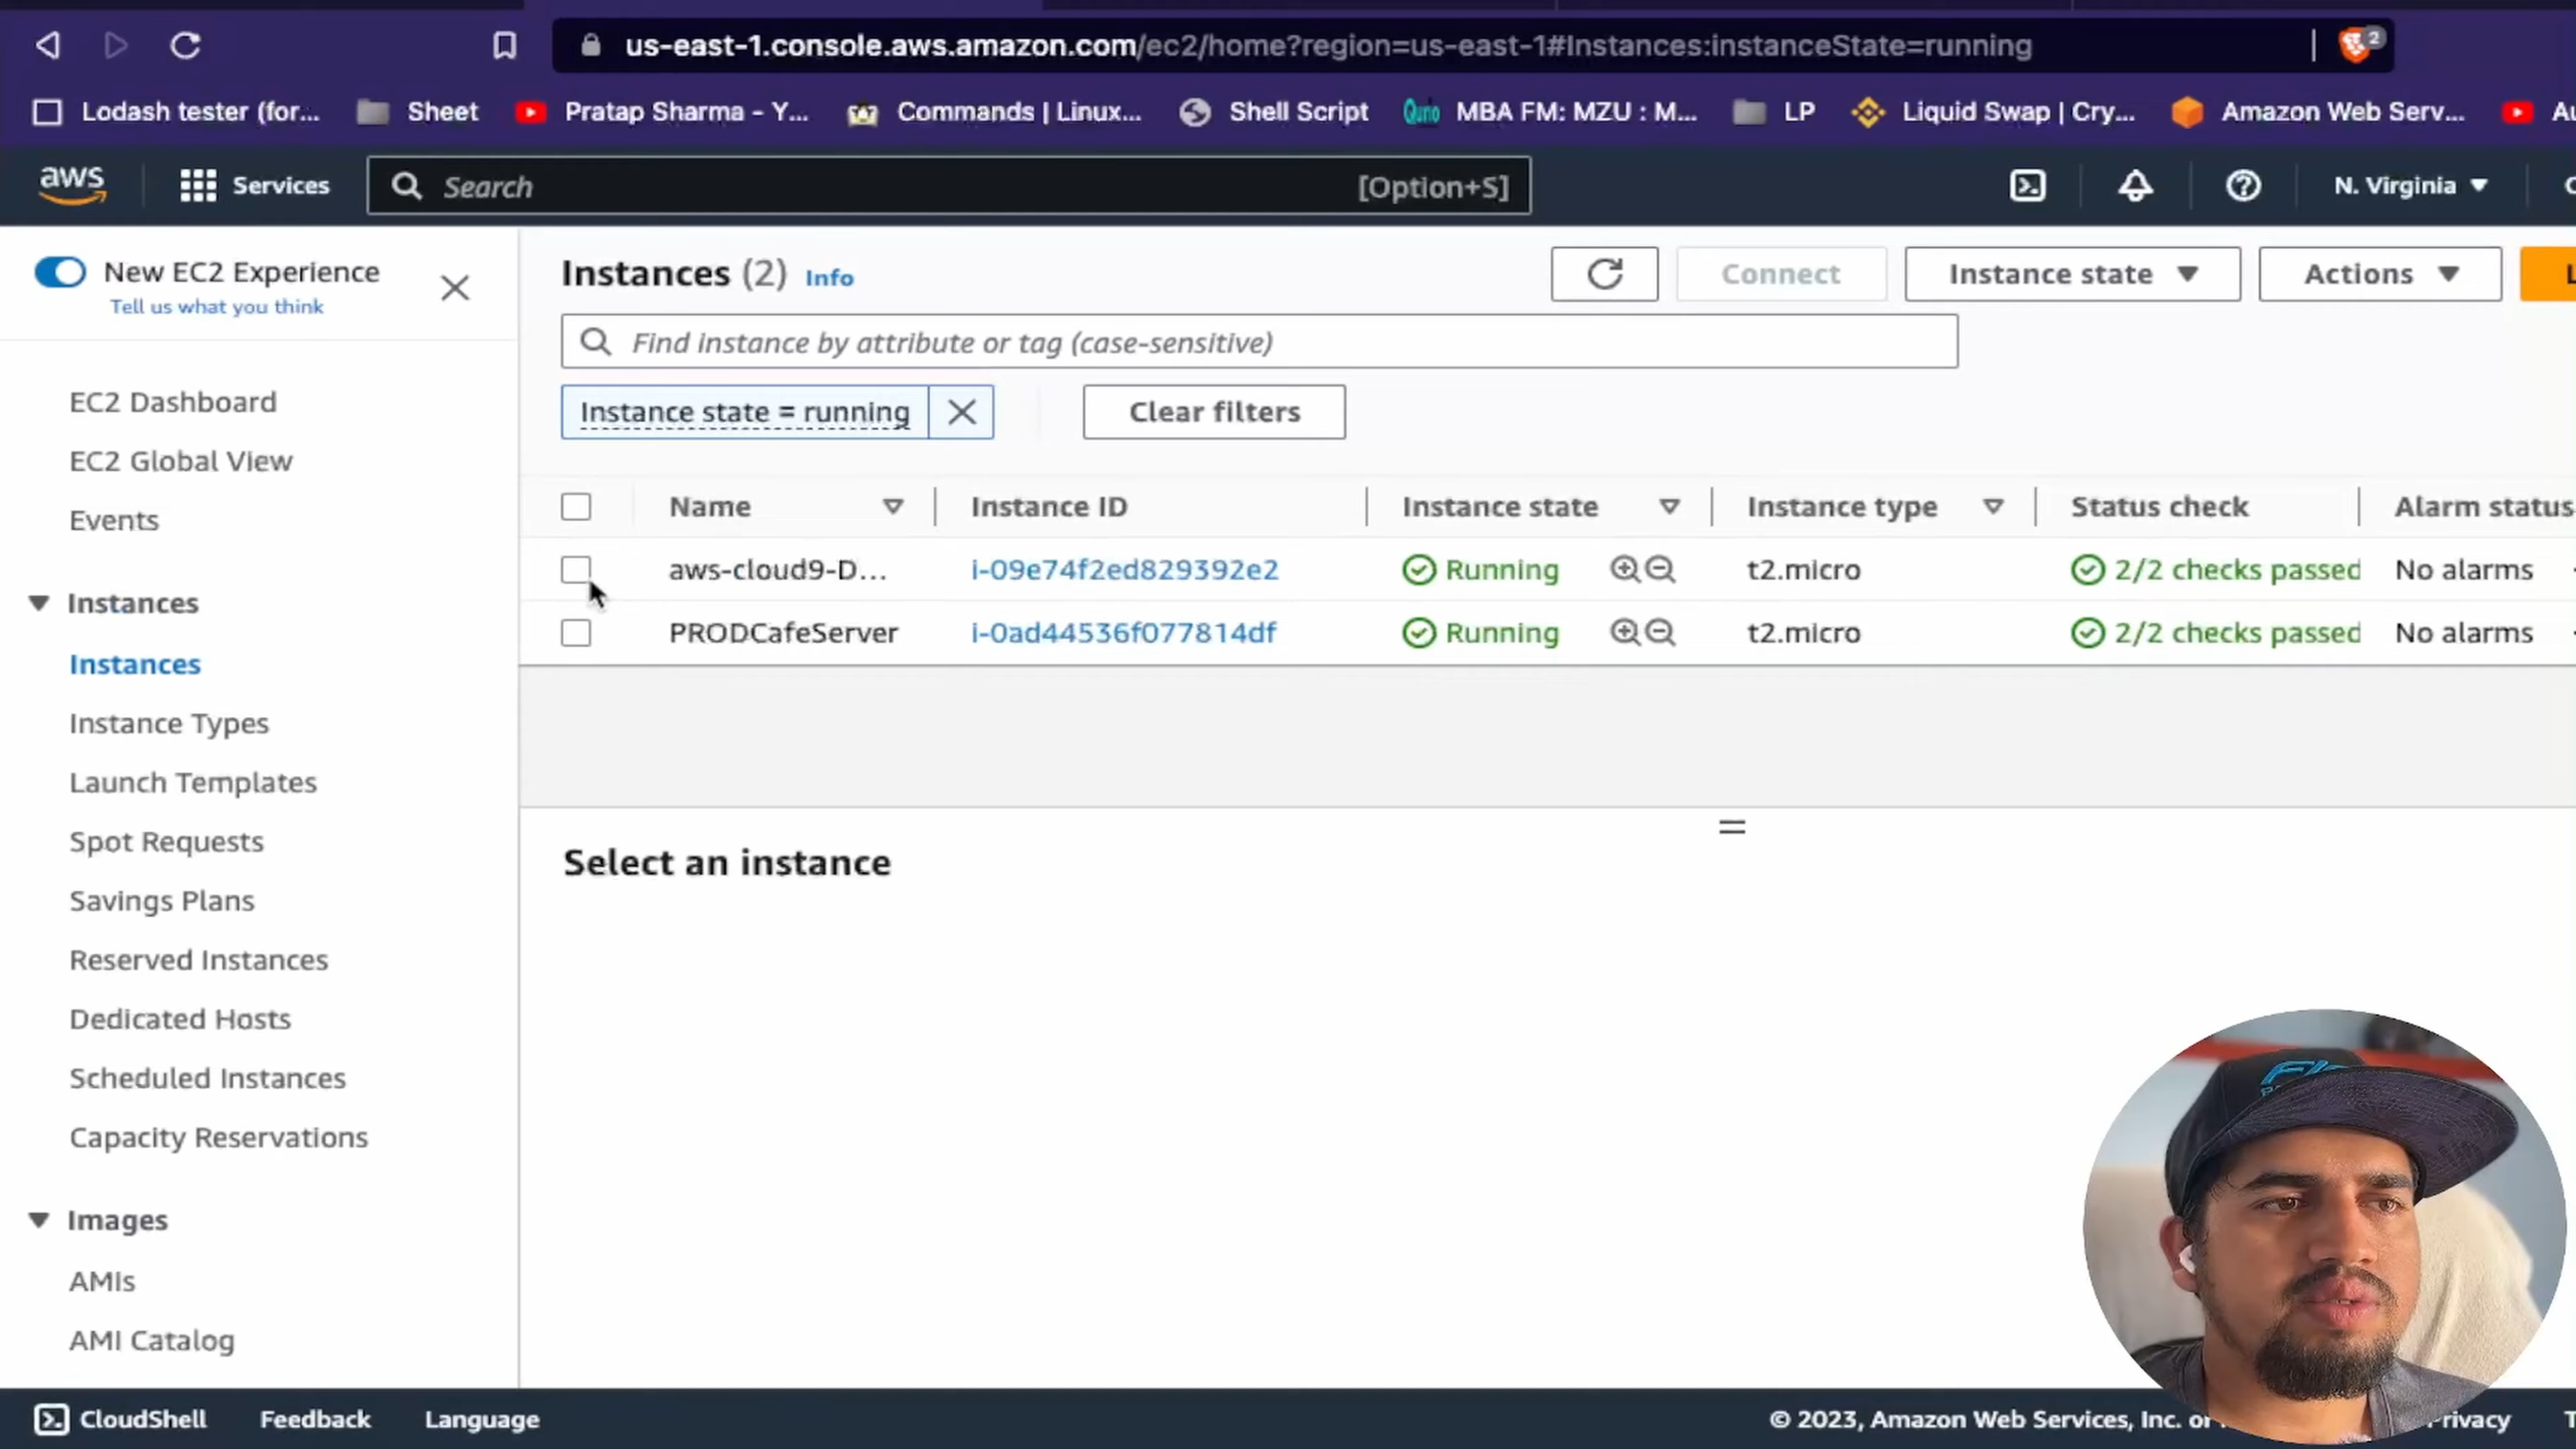 us-east-1.console.aws.amazon.com/ec2/home?region=us-east-1#Instances:instanceState=running
2
Lodash tester (for... Sheet Pratap Sharma - Y... Commands | Linux... Shell Script Quno MBA FM: MZU : M... LP Liquid Swap | Cry... Amazon Web Serv...
aws Services Search [Option+S] N. Virginia
New EC2 Experience
Tell us what you think
EC2 Dashboard
EC2 Global View
Events
Instances
Instances
Instance Types
Launch Templates
Spot Requests
Savings Plans
Reserved Instances
Dedicated Hosts
Scheduled Instances
Capacity Reservations
Images
AMIs
AMI Catalog
Instances (2) Info Connect Instance state Actions
Find instance by attribute or tag (case-sensitive)
Instance state = running Clear filters
Name Instance ID Instance state Instance type Status check Alarm status
aws-cloud9-D... i-09e74f2ed829392e2 Running t2.micro 2/2 checks passed No alarms
PRODCafeServer i-0ad44536f077814df Running t2.micro 2/2 checks passed No alarms
Select an instance
CloudShell Feedback Language © 2023, Amazon Web Services, Inc. or Privacy